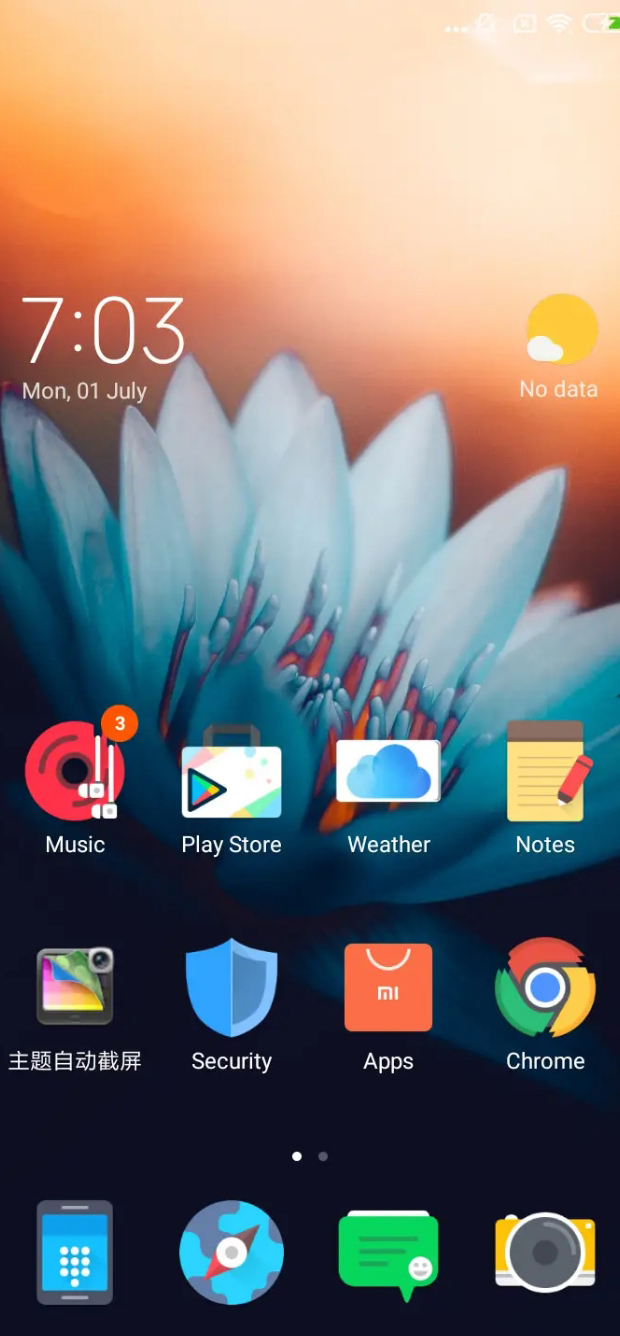 7:03
Mon, 01 July
No data
3
Music
Play Store
Weather
Notes
mi
主题自动截屏
Security
Apps
Chrome